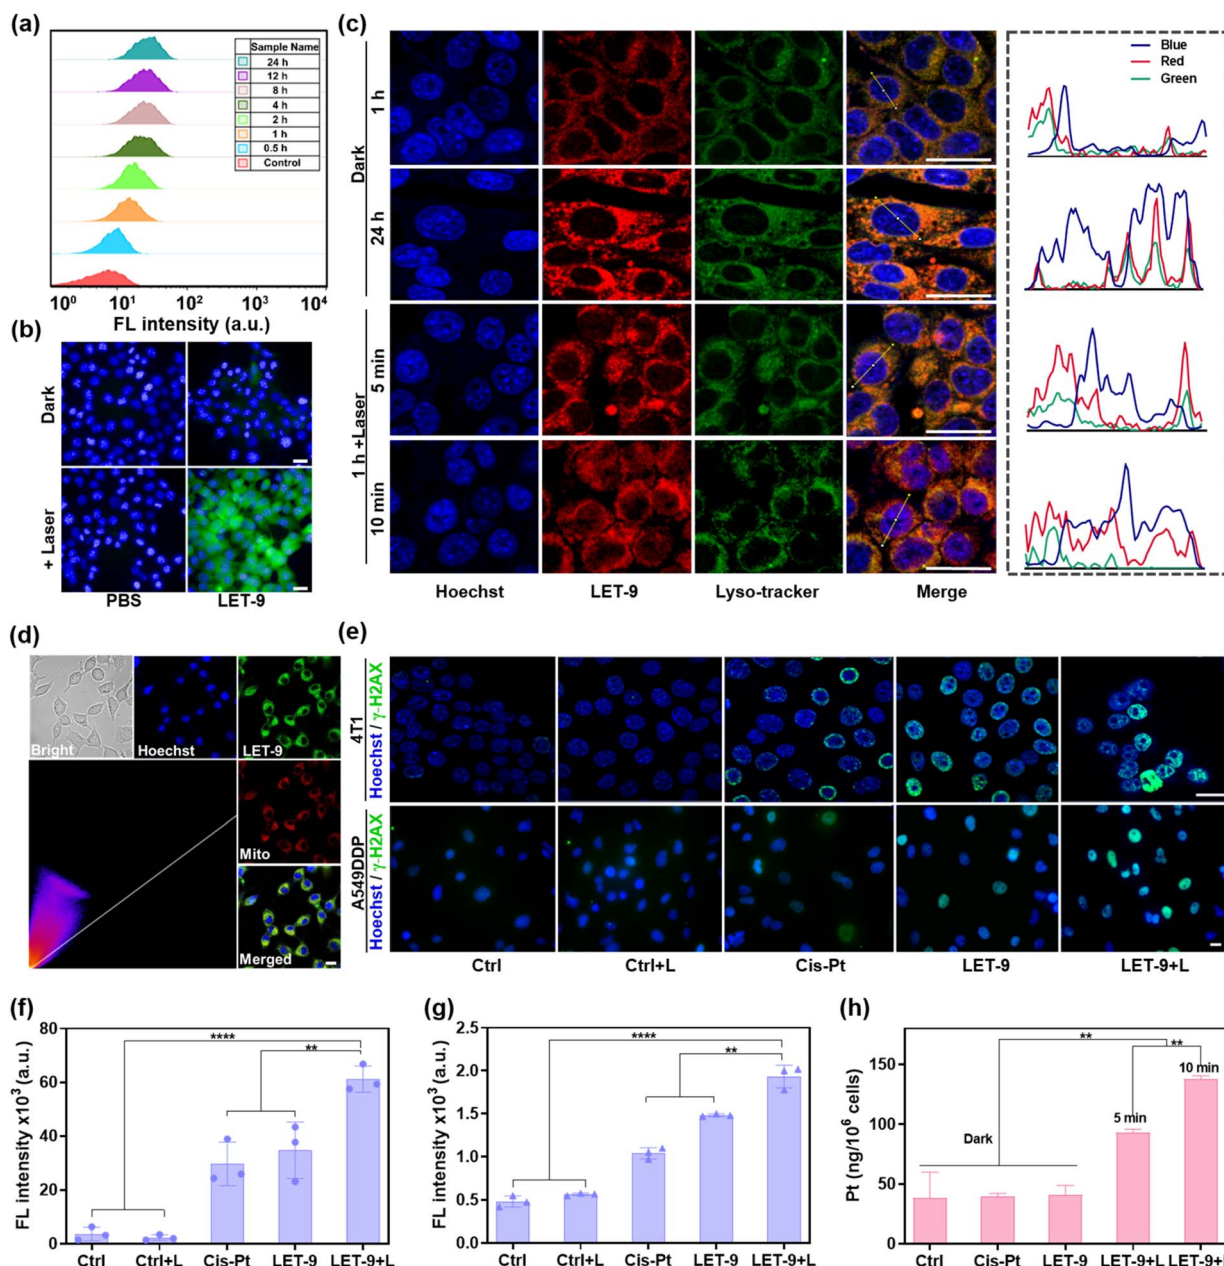 (a)
Sample Name
24 h
12 h
8 h
4 h
2 h
1 h
0.5 h
Control
10⁰ 10¹ 10² 10³ 10⁴
FL intensity (a.u.)
(b)
Dark
+ Laser
PBS LET-9
(c)
Dark
1 h
24 h
1 h +Laser
5 min
10 min
Hoechst LET-9 Lyso-tracker Merge
Blue
Red
Green
(d)
Bright Hoechst LET-9
Mito
Merged
(e)
4T1
Hoechst / γ-H2AX
A549DDP
Hoechst / γ-H2AX
Ctrl Ctrl+L Cis-Pt LET-9 LET-9+L
(f)
FL intensity x10³ (a.u.)
80
60
40
20
0
****
**
Ctrl Ctrl+L Cis-Pt LET-9 LET-9+L
(g)
FL intensity x10³ (a.u.)
2.5
2.0
1.5
1.0
0.5
0.0
****
**
Ctrl Ctrl+L Cis-Pt LET-9 LET-9+L
(h)
Pt (ng/10⁶ cells)
150
100
50
0
**
**
10 min
5 min
Dark
Ctrl Cis-Pt LET-9 LET-9+L LET-9+L